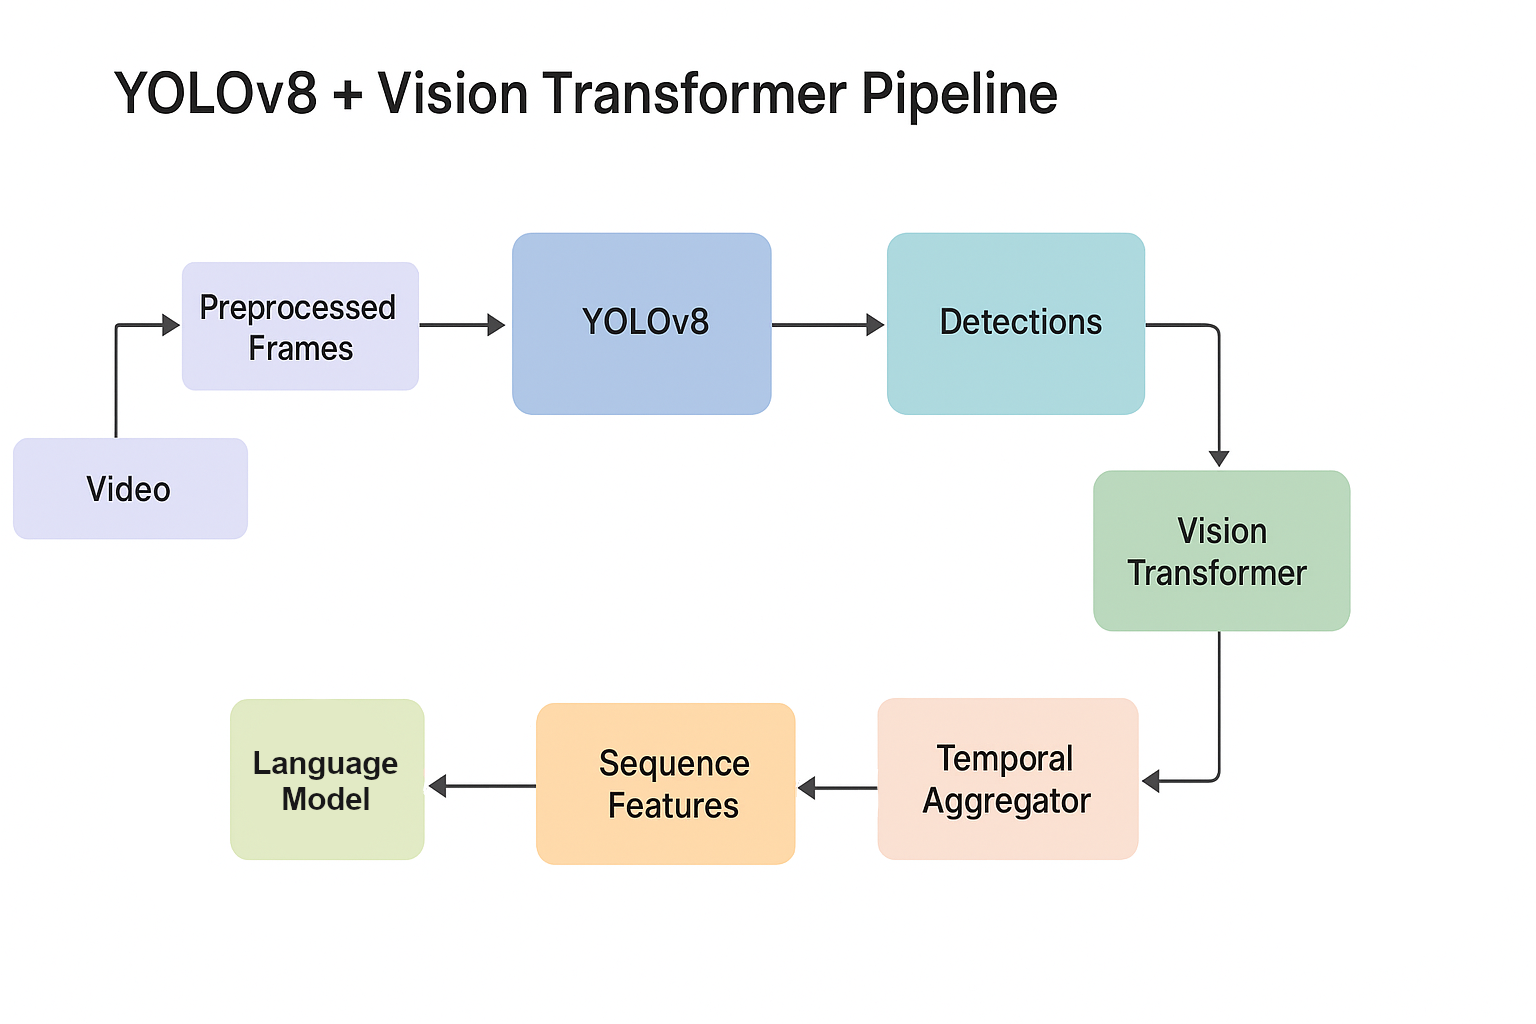 YOLOv8 + Vision Transformer Pipeline
Preprocessed
Frames
YOLOv8
Detections
Video
Vision
Transformer
Temporal
Aggregator
Sequence
Features
Language
Model